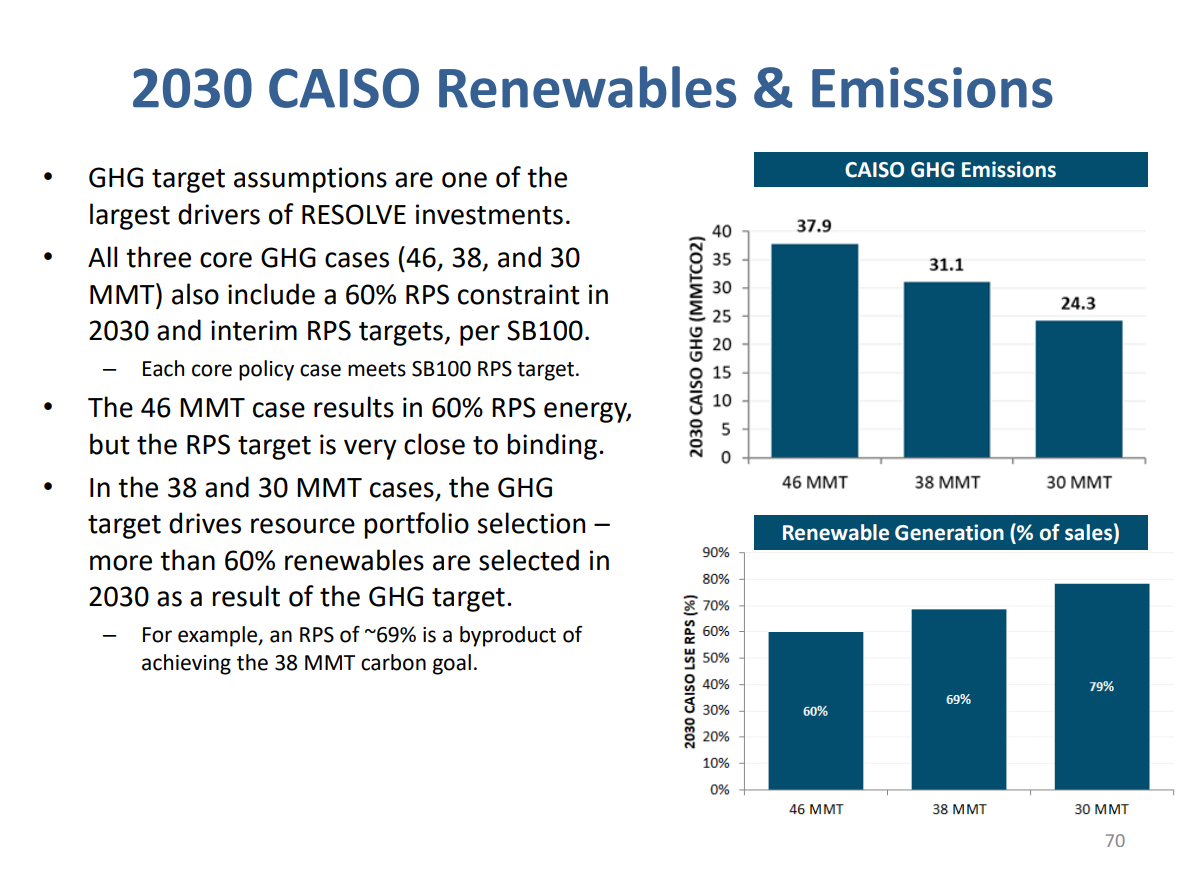 2030 CAISO Renewables & Emissions
• GHG target assumptions are one of the
largest drivers of RESOLVE investments.
• All three core GHG cases (46, 38, and 30
MMT) also include a 60% RPS constraint in
2030 and interim RPS targets, per SB100.
– Each core policy case meets SB100 RPS target.
• The 46 MMT case results in 60% RPS energy,
but the RPS target is very close to binding.
• In the 38 and 30 MMT cases, the GHG
target drives resource portfolio selection –
more than 60% renewables are selected in
2030 as a result of the GHG target.
– For example, an RPS of ~69% is a byproduct of
achieving the 38 MMT carbon goal.
CAISO GHG Emissions
2030 CAISO GHG (MMTCO2)
40
35
30
25
20
15
10
5
0
37.9
31.1
24.3
46 MMT 38 MMT 30 MMT
Renewable Generation (% of sales)
2030 CAISO LSE RPS (%)
90%
80%
70%
60%
50%
40%
30%
20%
10%
0%
60%
69%
79%
46 MMT 38 MMT 30 MMT
70